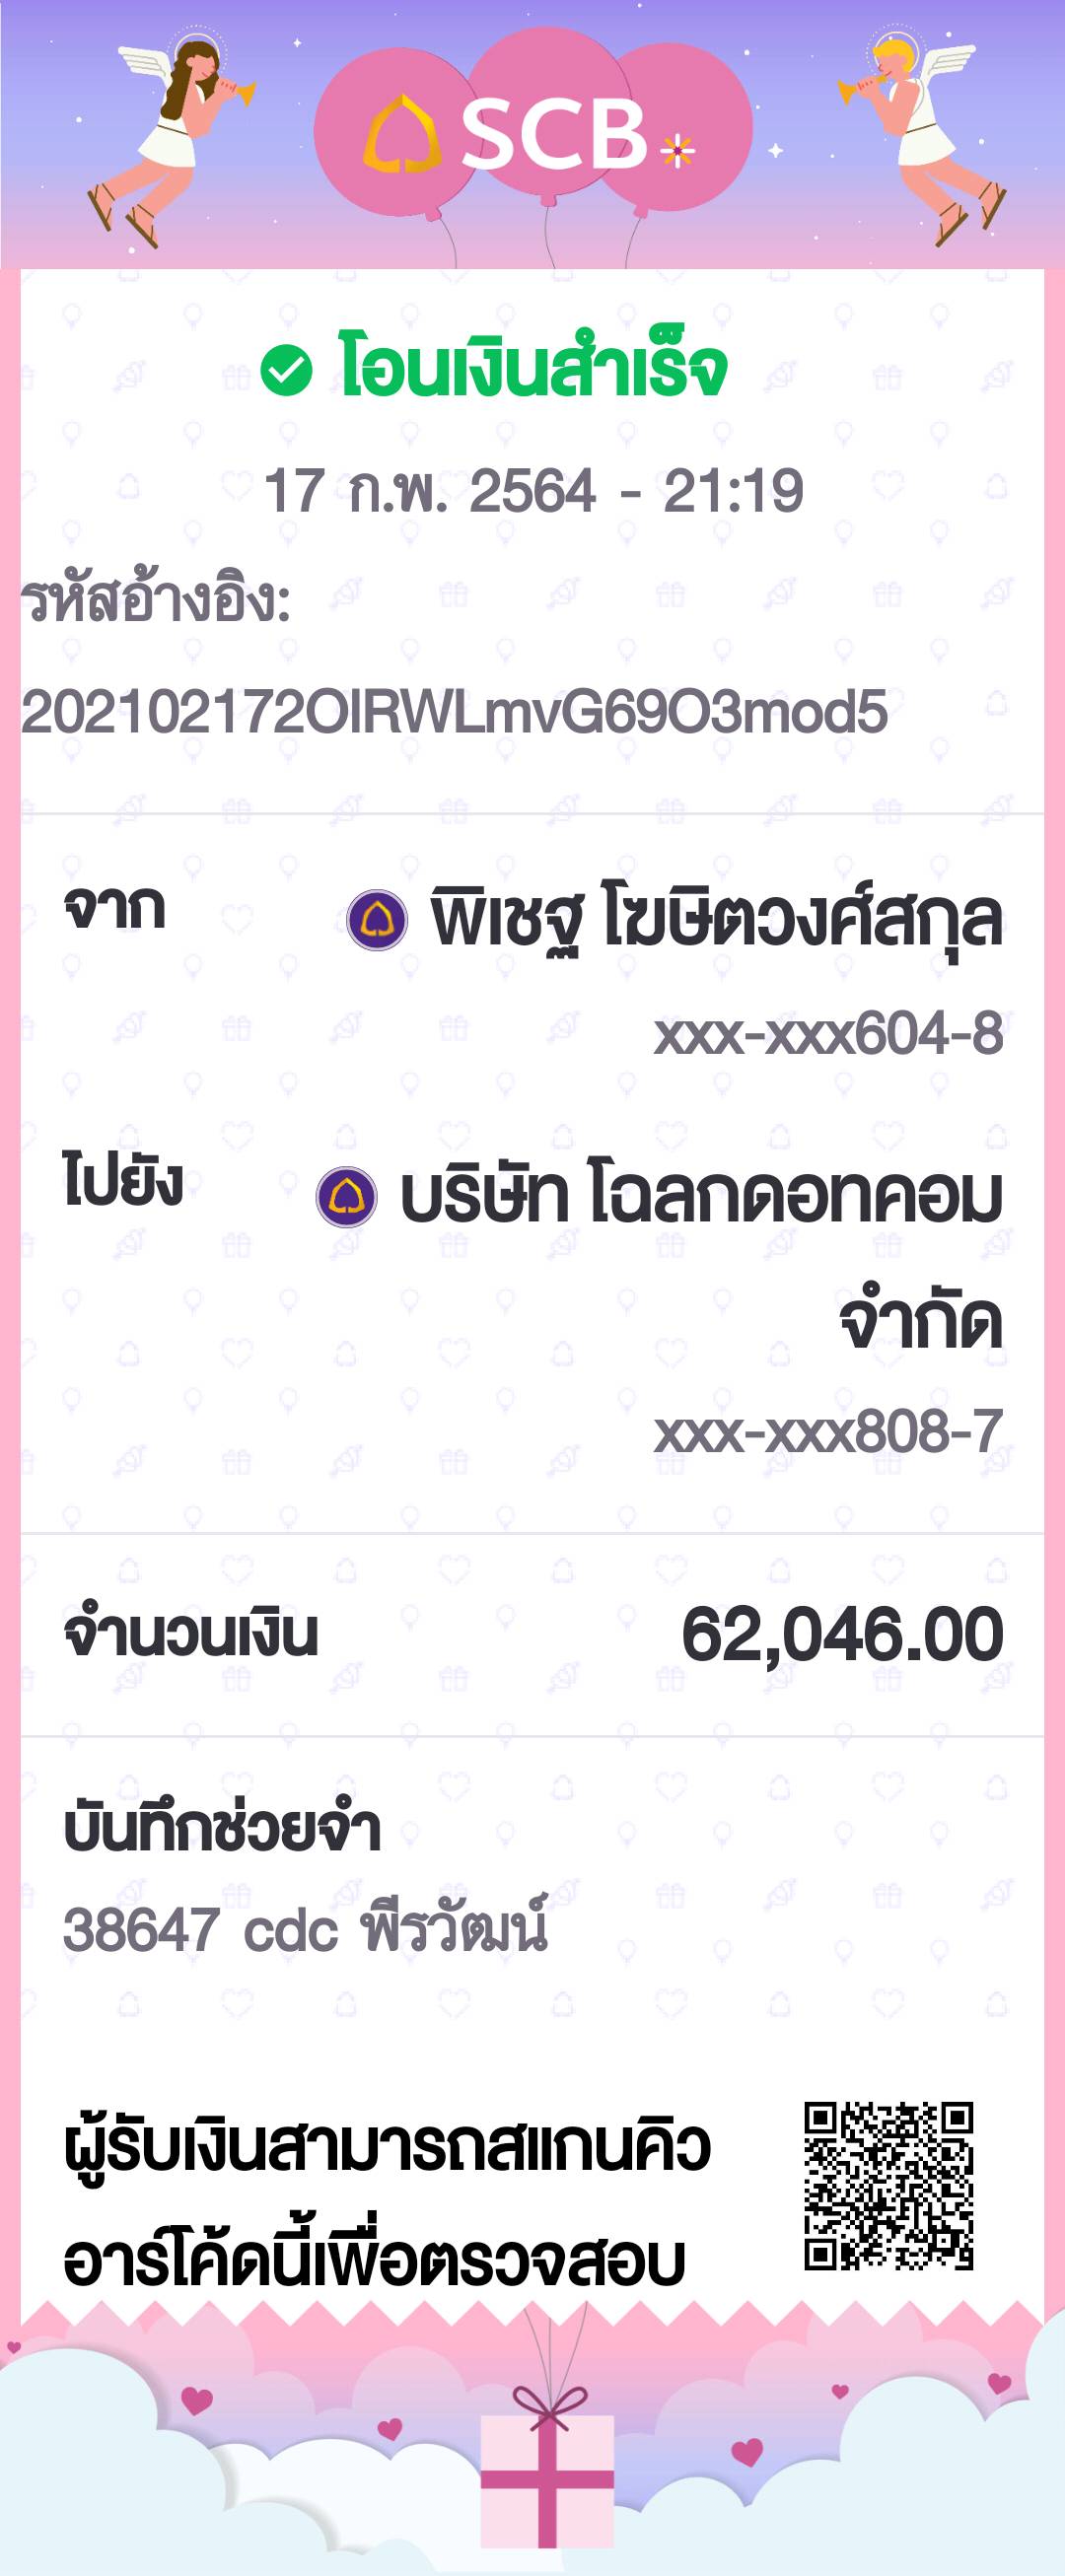 SCB
โอนเงินสำเร็จ
17 ก.พ. 2564 - 21:19
รหัสอ้างอิง:
202102172OIRWLmvG69O3mod5
จาก
พิเชฐ โฆษิตวงศ์สกุล
xxx-xxx604-8
ไปยัง
บริษัท โฉลกดอทคอม
จำกัด
xxx-xxx808-7
จำนวนเงิน 62,046.00
บันทึกช่วยจำ
38647 cdc พีรวัฒน์
ผู้รับเงินสามารถสแกนคิว
อาร์โค้ดนี้เพื่อตรวจสอบ